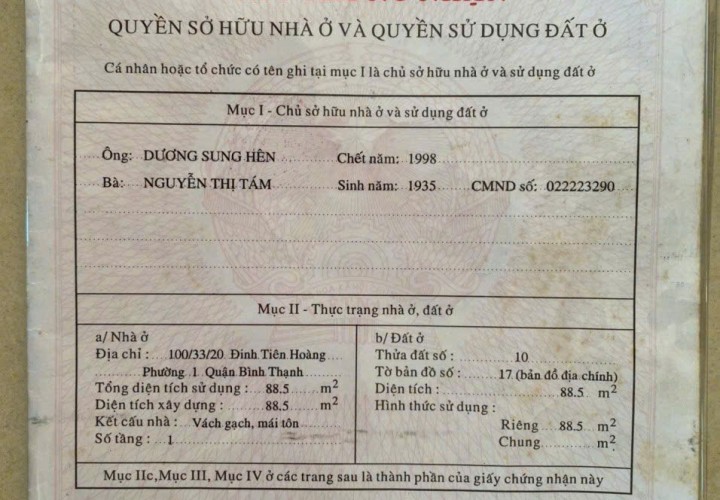 QUYỀN SỞ HỮU NHÀ Ở VÀ QUYỀN SỬ DỤNG ĐẤT Ở
Cá nhân hoặc tổ chức có tên ghi tại mục I là chủ sở hữu nhà ở và sử dụng đất ở
Mục I - Chủ sở hữu nhà ở và sử dụng đất ở
Ông: DƯƠNG SUNG HÊN Chết năm: 1998
Bà: NGUYỄN THỊ TÁM Sinh năm: 1935 CMND số: 022223290
Mục II - Thực trạng nhà ở, đất ở
a/ Nhà ở
Địa chỉ : 100/33/20 Đinh Tiên Hoàng
Phường 1 Quận Bình Thạnh
Tổng diện tích sử dụng : 88.5 m²
Diện tích xây dựng : 88.5 m²
Kết cấu nhà : Vách gạch, mái tôn
Số tầng : 1
b/ Đất ở
Thửa đất số : 10
Tờ bản đồ số : 17 (bản đồ địa chính)
Diện tích : 88.5 m²
Hình thức sử dụng :
Riêng 88.5 m²
Chung m²
Mục IIc,Mục III, Mục IV ở các trang sau là thành phần của giấy chứng nhận này